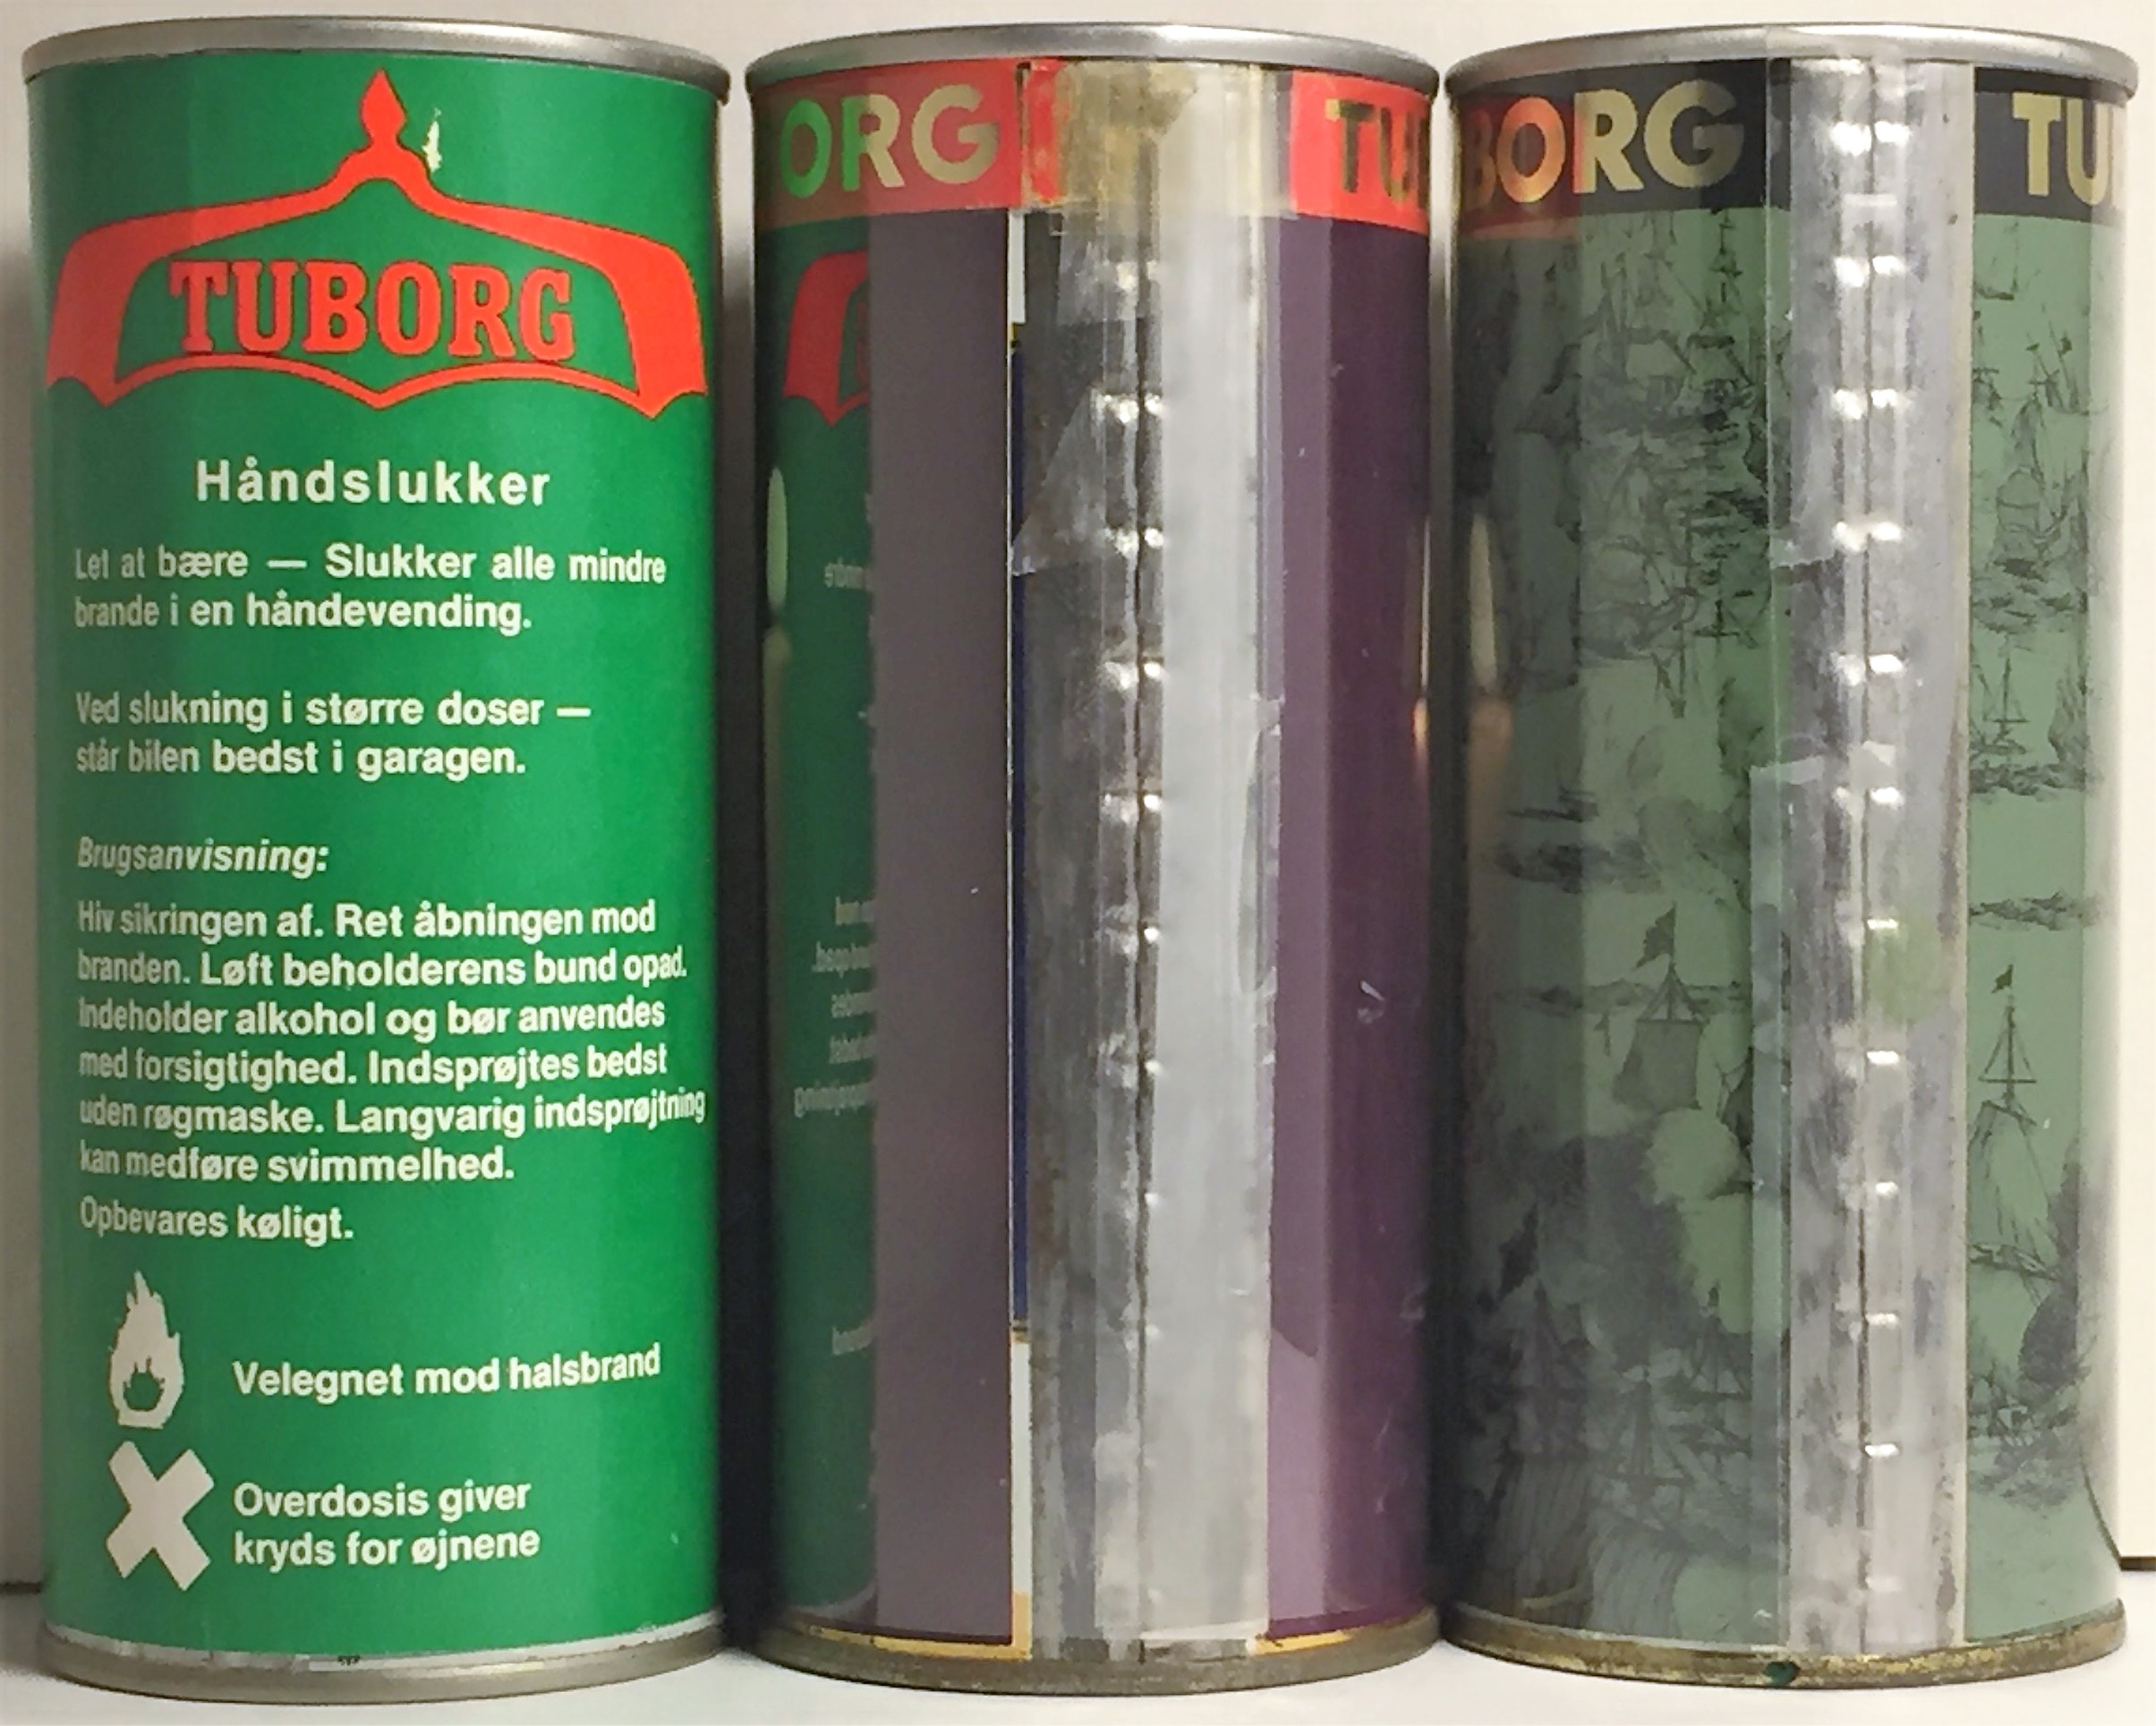 TUBORG
Håndslukker
Let at bære — Slukker alle mindre
brande i en håndevending.
Ved slukning i større doser —
står bilen bedst i garagen.
Brugsanvisning:
Hiv sikringen af. Ret åbningen mod
branden. Løft beholderens bund opad.
Indeholder alkohol og bør anvendes
med forsigtighed. Indsprøjtes bedst
uden røgmaske. Langvarig indsprøjtning
kan medføre svimmelhed.
Opbevares køligt.
Velegnet mod halsbrand
Overdosis giver
kryds for øjnene
ORG TU
BORG TU